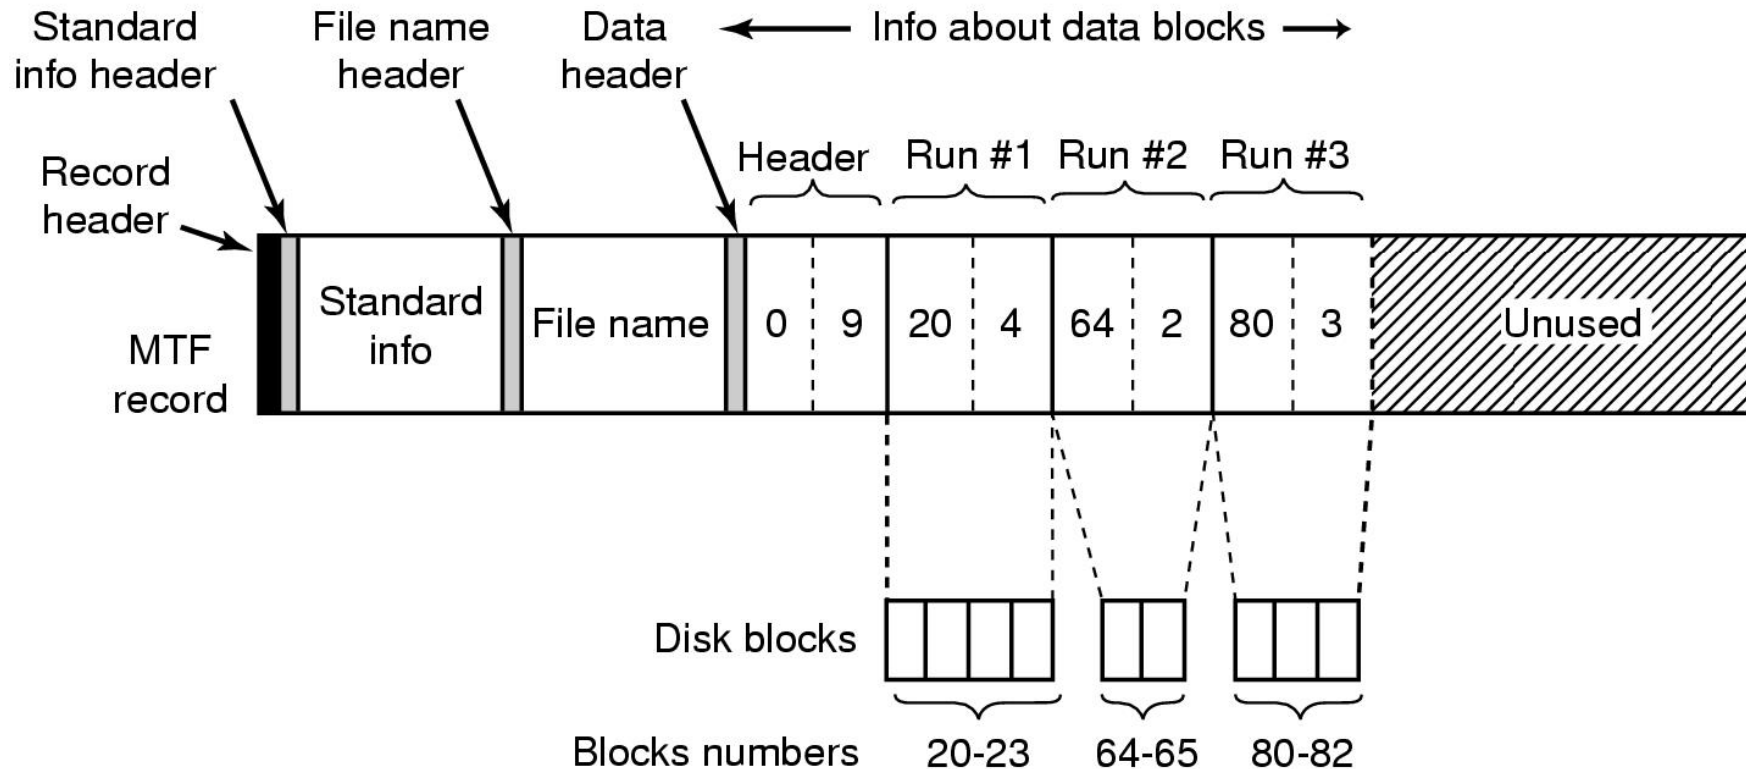 Standard
info header
File name
header
Data
header
Info about data blocks
Record
header
Header
Run #1
Run #2
Run #3
MTF
record
Standard
info
File name
0 9 20 4 64 2 80 3
Unused
Disk blocks
Blocks numbers 20-23 64-65 80-82